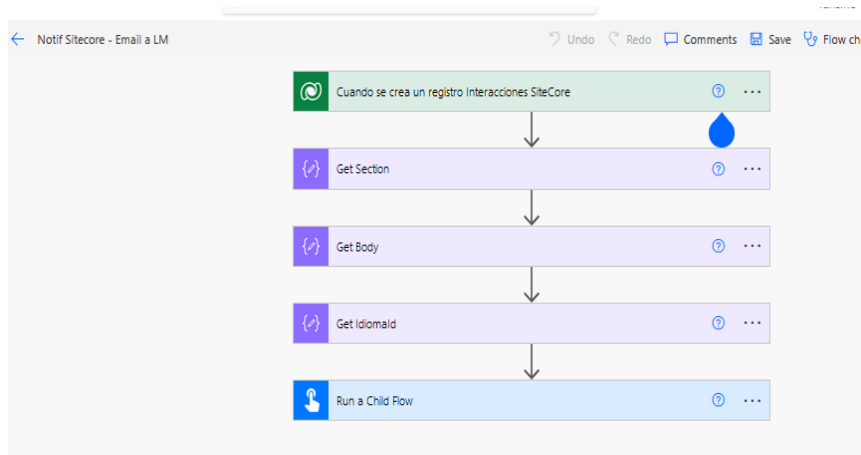 Notif Sitecore - Email a LM
Undo Redo Comments Save Flow ch
Cuando se crea un registro Interacciones SiteCore
Get Section
Get Body
Get IdiomaId
Run a Child Flow